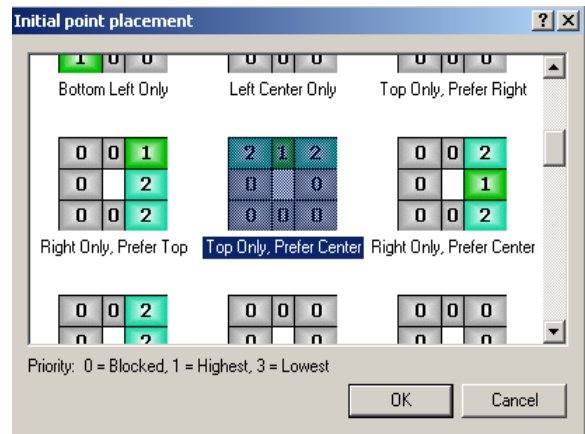 Initial point placement
1 0 0 0 0 0 0 0 0
Bottom Left Only Left Center Only Top Only, Prefer Right
0 0 1 2 1 2 0 0 2
0 2 0 0 0 1
0 0 2 0 0 0 0 0 2
Right Only, Prefer Top Top Only, Prefer Center Right Only, Prefer Center
0 0 2 0 0 0 0 0 0
0 2 0 0 0 0
Priority: 0 = Blocked, 1 = Highest, 3 = Lowest
OK Cancel